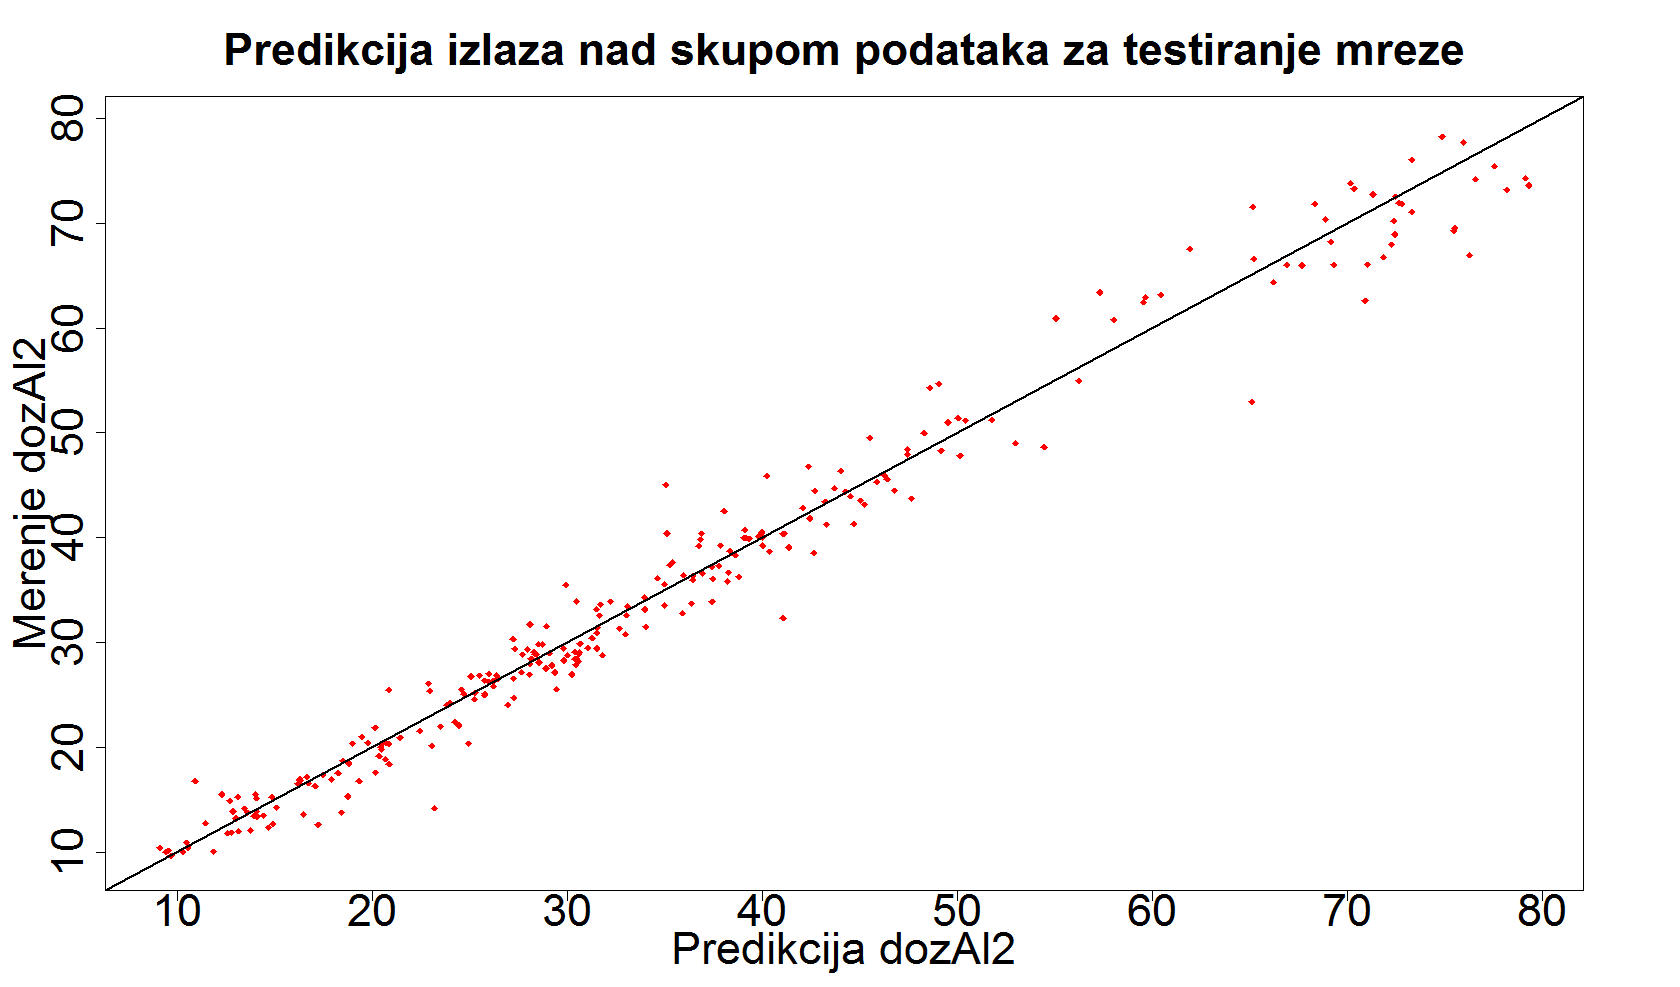 Predikcija izlaza nad skupom podataka za testiranje mreze
80
70
60
50
40
30
20
10
Merenje dozAl2
10 20 30 40 50 60 70 80
Predikcija dozAl2